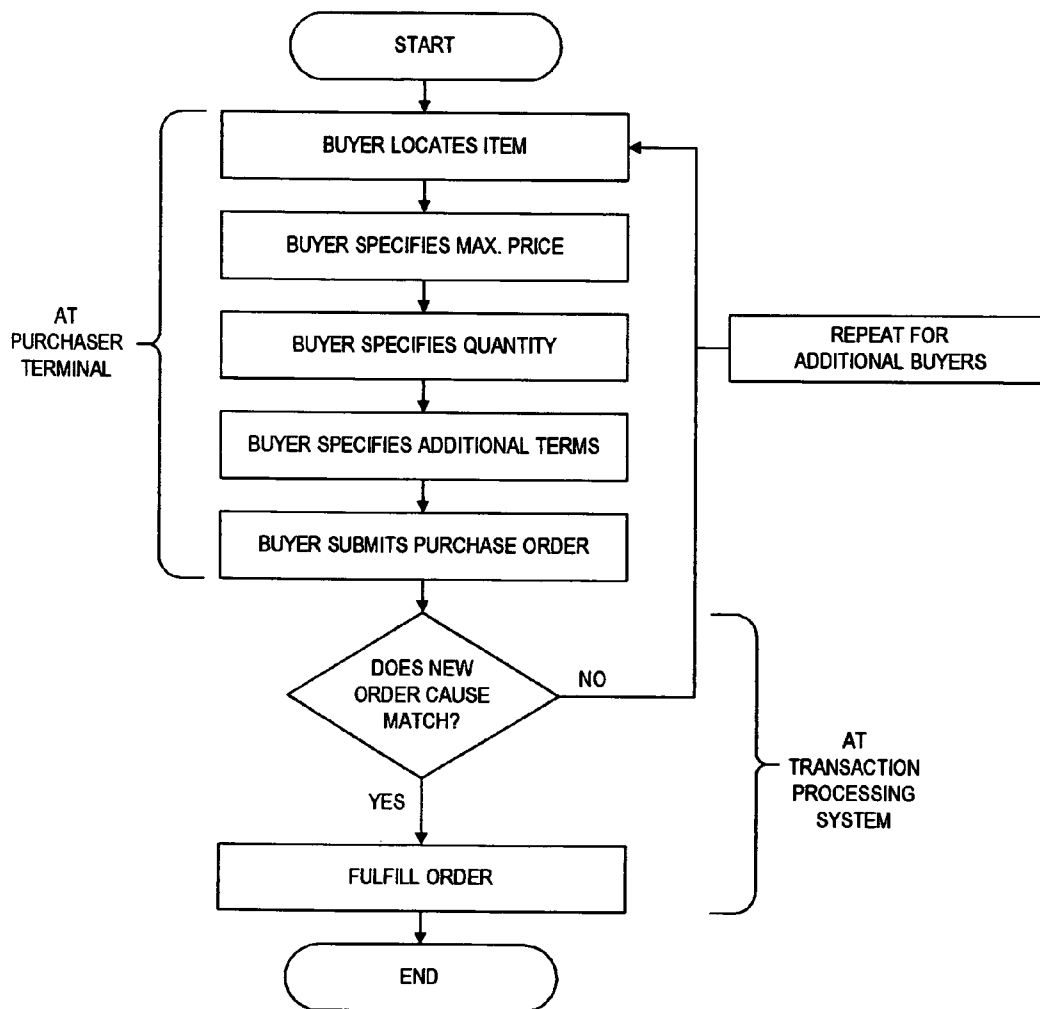 START
BUYER LOCATES ITEM
BUYER SPECIFIES MAX. PRICE
AT
PURCHASER
TERMINAL
BUYER SPECIFIES QUANTITY
REPEAT FOR
ADDITIONAL BUYERS
BUYER SPECIFIES ADDITIONAL TERMS
BUYER SUBMITS PURCHASE ORDER
DOES NEW
ORDER CAUSE
MATCH?
NO
YES
AT
TRANSACTION
PROCESSING
SYSTEM
FULFILL ORDER
END